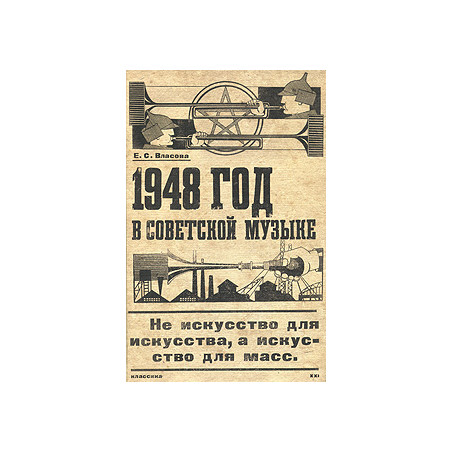 Е. С. Власова
1948 ГОД
В СОВЕТСКОЙ МУЗЫКЕ
Не искусство для
искусства, а искус-
ство для масс.
классика XXI